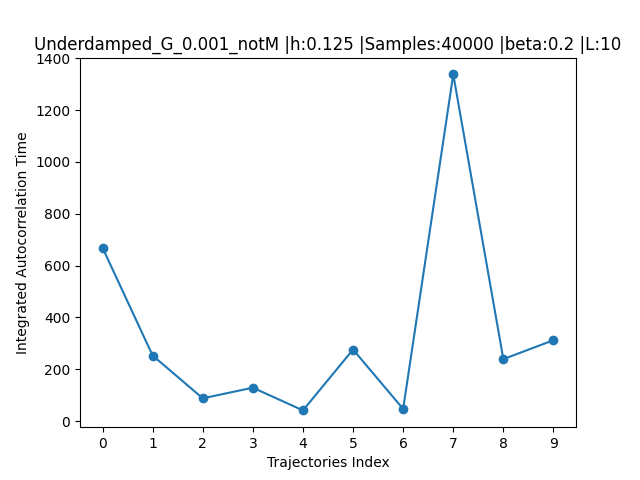 Underdamped_G_0.001_notM |h:0.125 |Samples:40000 |beta:0.2 |L:10
1400
1200
1000
800
600
400
200
0
Integrated Autocorrelation Time
0 1 2 3 4 5 6 7 8 9
Trajectories Index